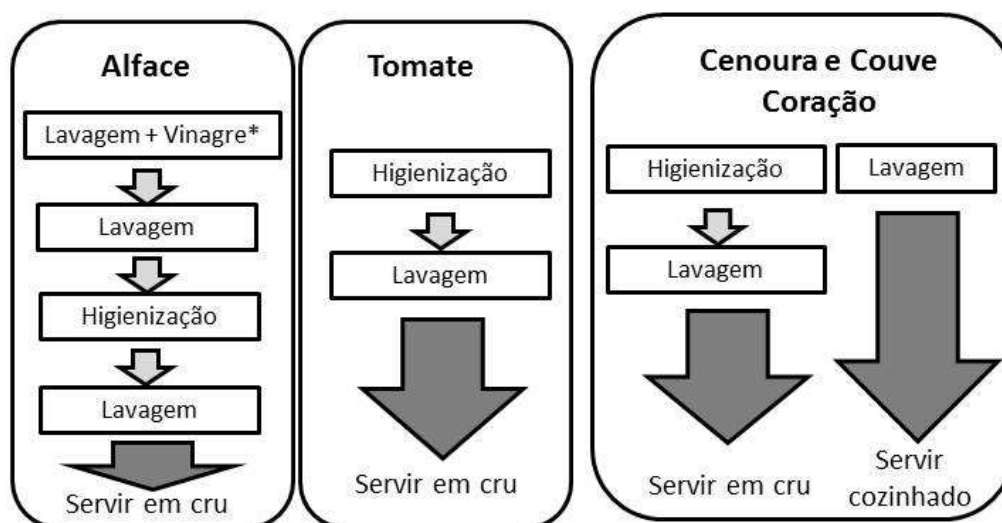 Alface
Lavagem + Vinagre*
Lavagem
Higienização
Lavagem
Servir em cru
Tomate
Higienização
Lavagem
Servir em cru
Cenoura e Couve
Coração
Higienização
Lavagem
Servir em cru
Lavagem
Servir
cozinhado